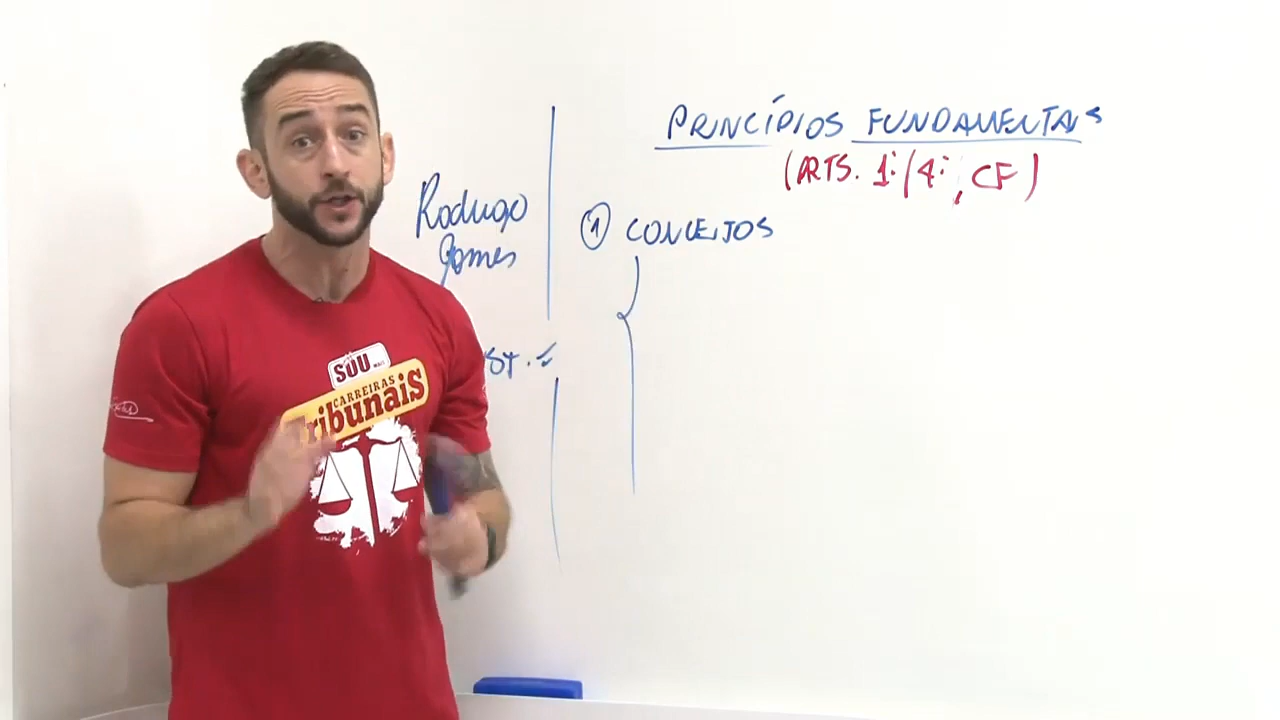 PRINCÍPIOS FUNDAMENTAIS
(ARTS. 1º/4º, CF)
Rodrigo
Gomes
① CONCEITOS
SOU
CARREIRAS
TribunaiS